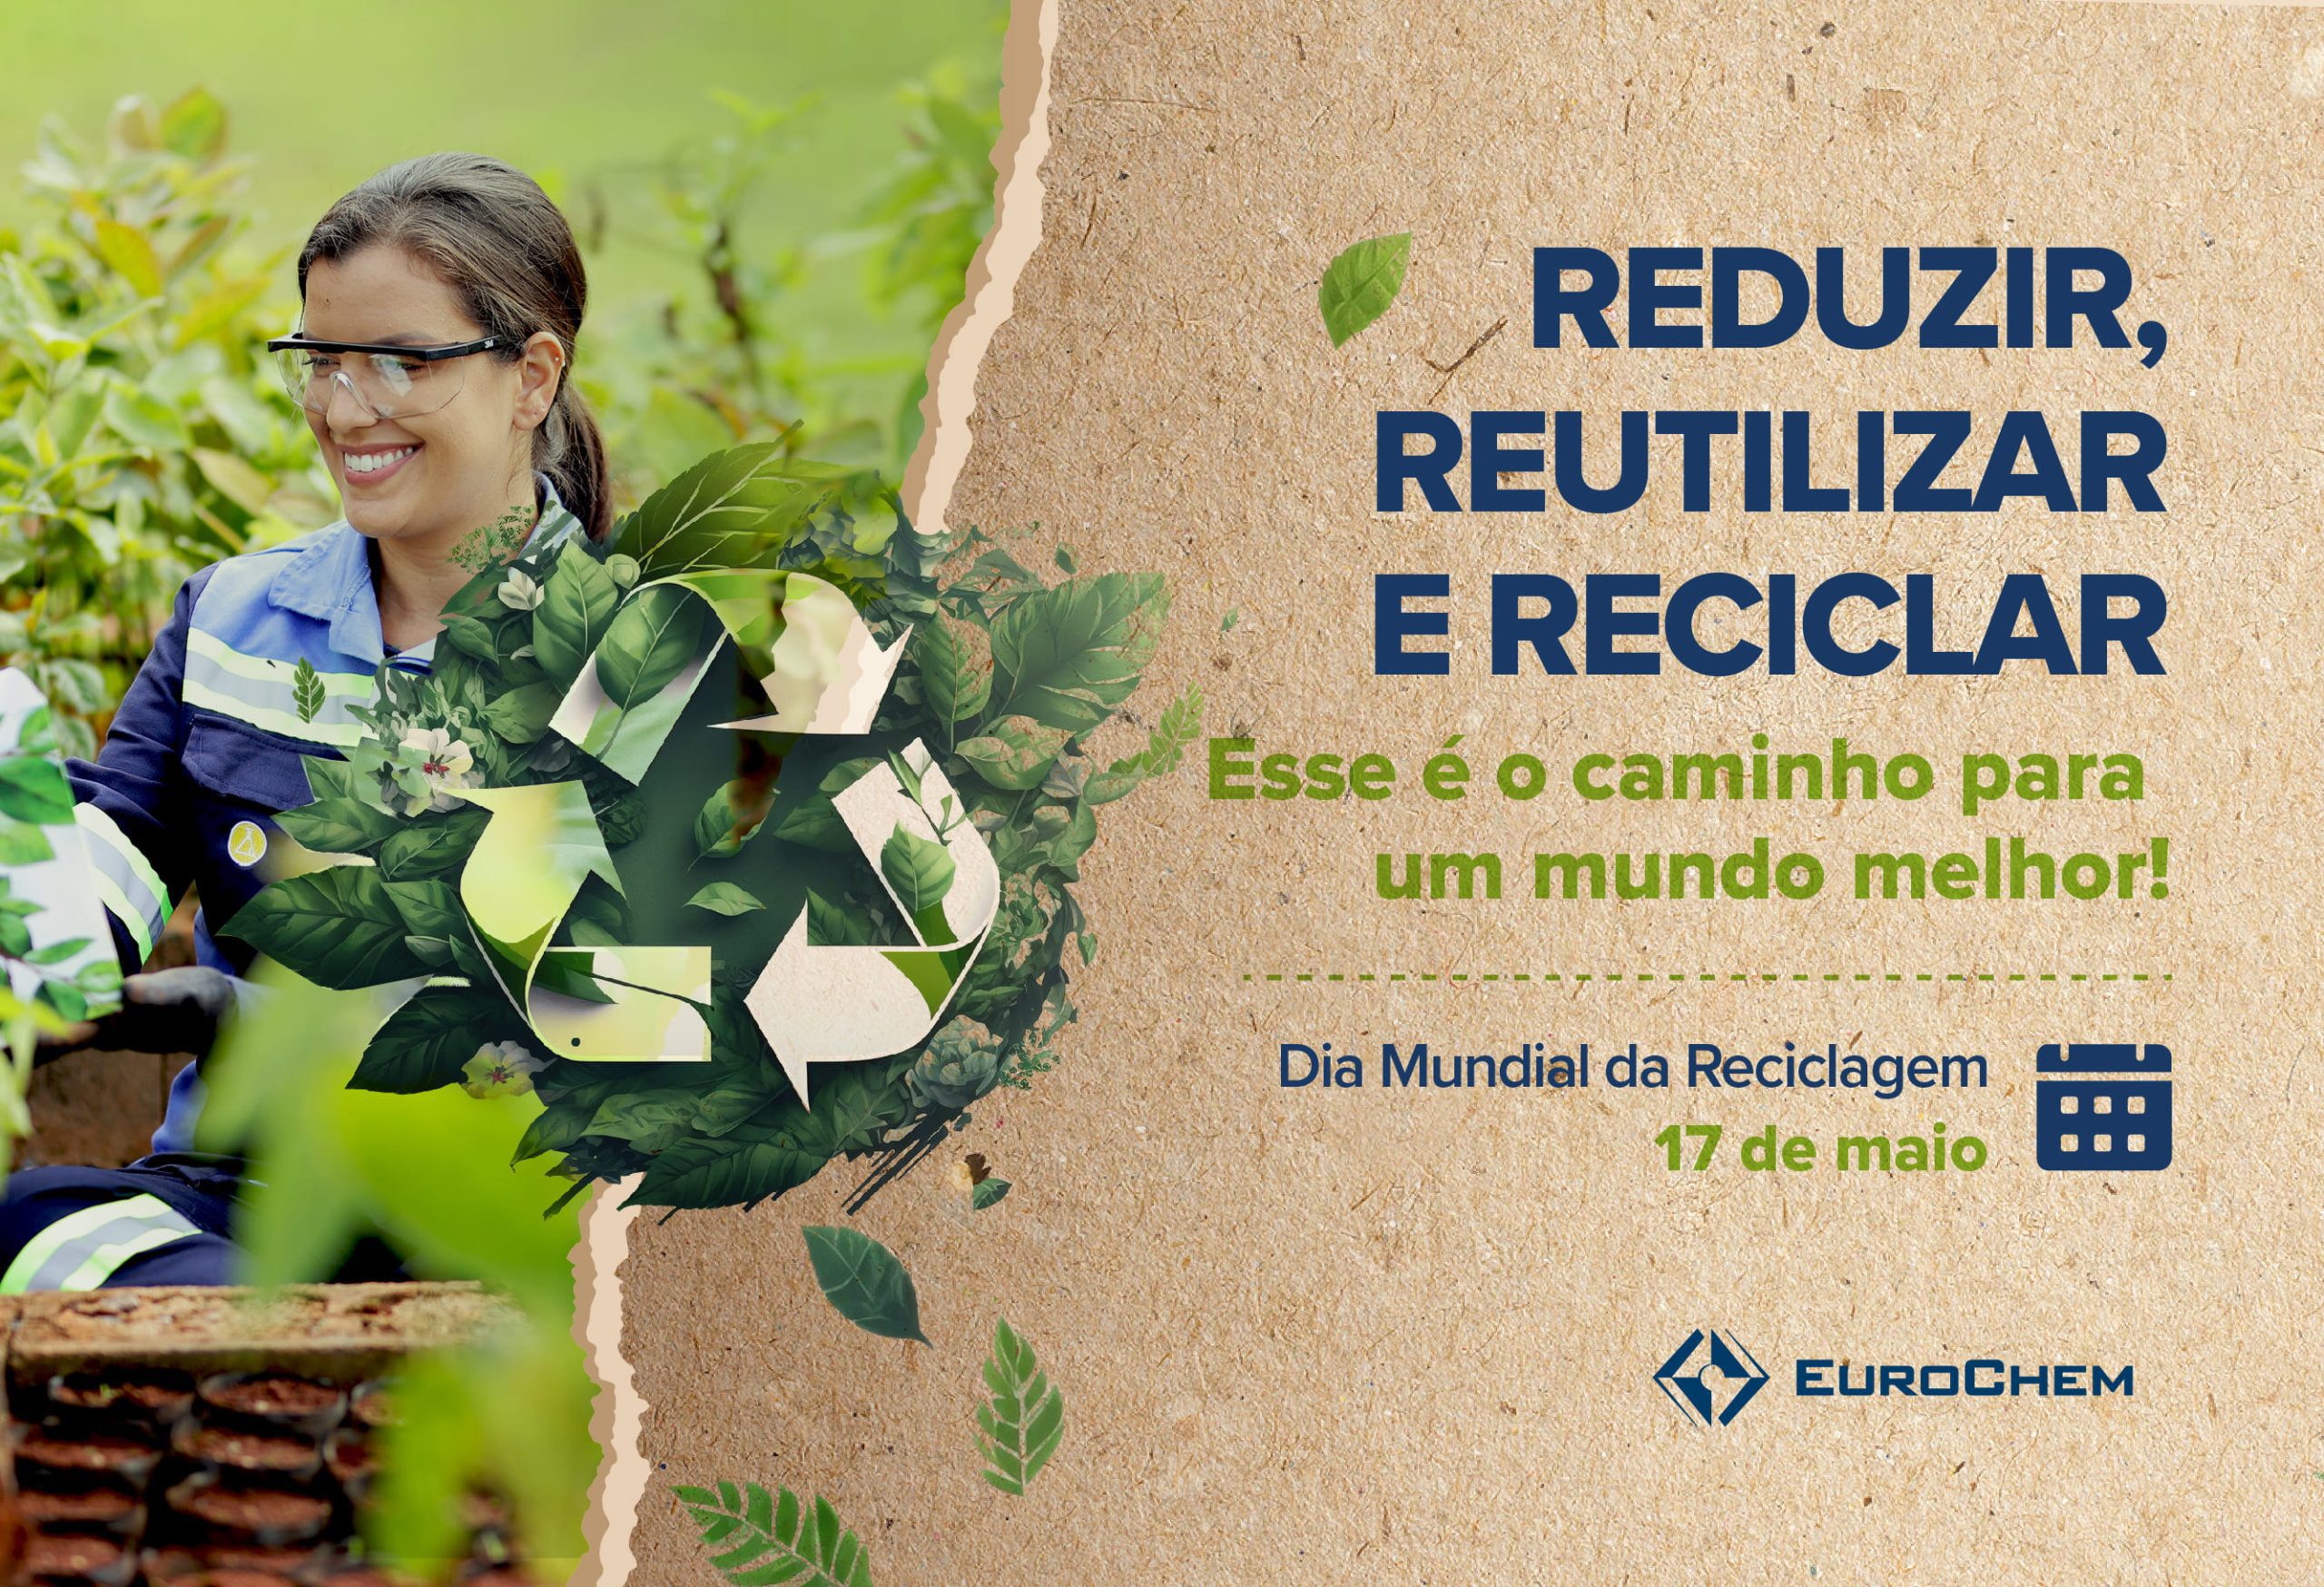 REDUZIR,
REUTILIZAR
E RECICLAR
Esse é o caminho para
um mundo melhor!
Dia Mundial da Reciclagem
17 de maio
EUROCHEM